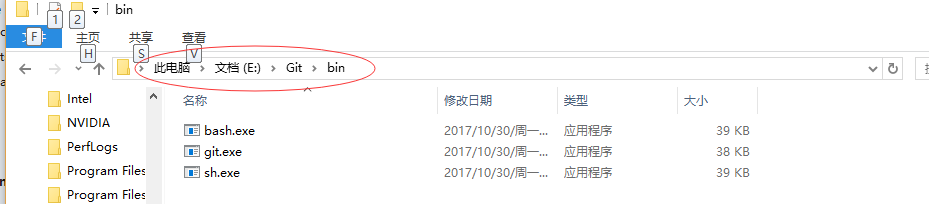 bin
1 2
文件 主页 共享 查看
F H S V
此电脑 文档 (E:) Git bin
名称 修改日期 类型 大小
Intel
NVIDIA
PerfLogs
Program Files
Program Files
bash.exe 2017/10/30/周一... 应用程序 39 KB
git.exe 2017/10/30/周一... 应用程序 38 KB
sh.exe 2017/10/30/周一... 应用程序 39 KB